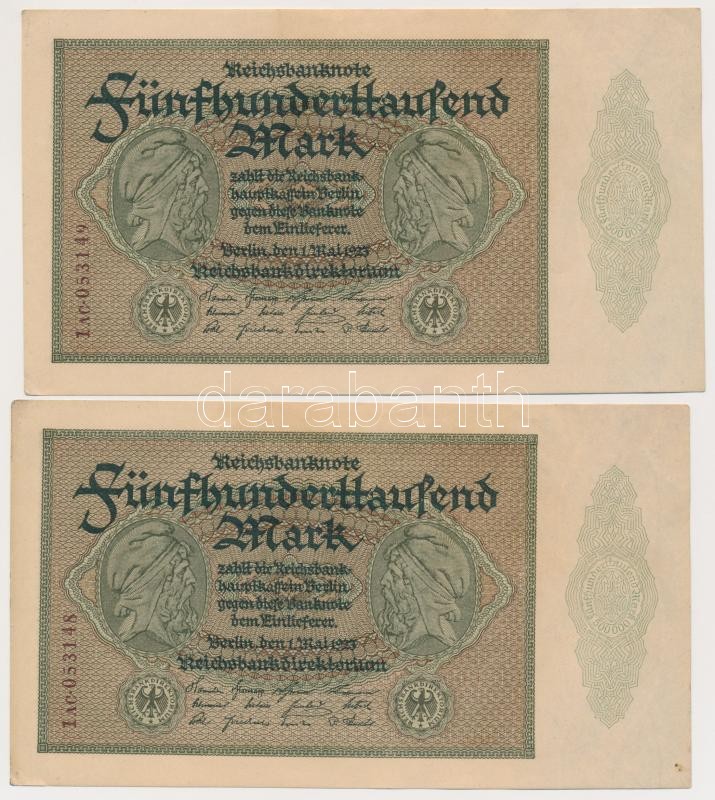 Reichsbanknote
Fünfhunderttausend
Mark
zahlt die Reichsbank-
hauptkasse in Berlin
gegen diese Banknote
dem Einlieferer.
Berlin, den 1. Mai 1923
Reichsbankdirektorium
1AC·053149
darabanth
Reichsbanknote
Fünfhunderttausend
Mark
zahlt die Reichsbank-
hauptkasse in Berlin
gegen diese Banknote
dem Einlieferer.
Berlin, den 1. Mai 1923
Reichsbankdirektorium
1AC·053148